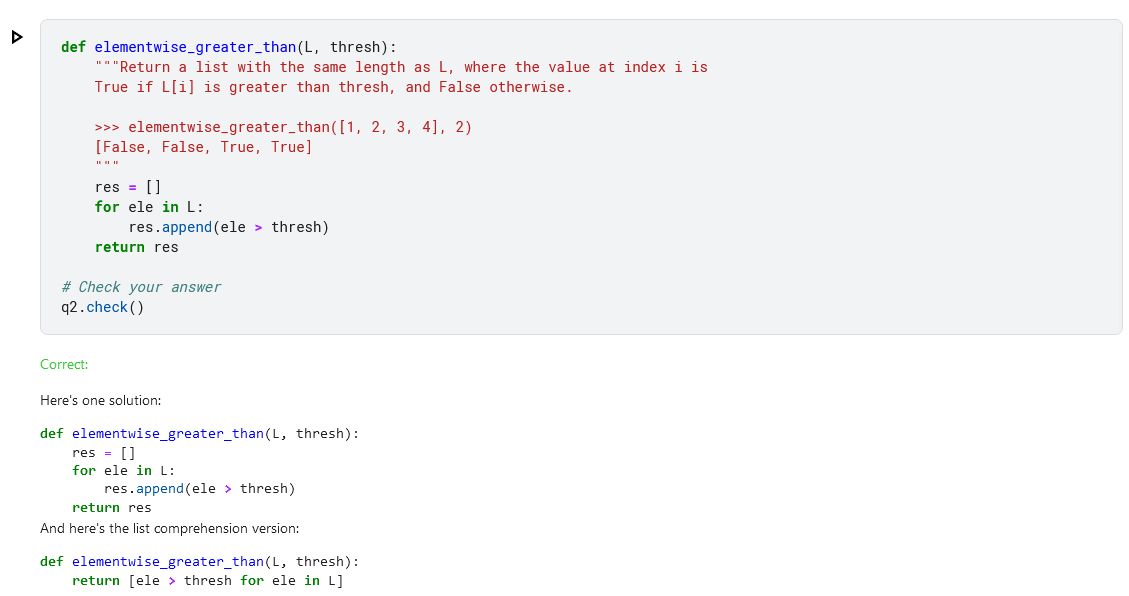 def elementwise_greater_than(L, thresh):
    """Return a list with the same length as L, where the value at index i is
    True if L[i] is greater than thresh, and False otherwise.
    >>> elementwise_greater_than([1, 2, 3, 4], 2)
    [False, False, True, True]
    """
    res = []
    for ele in L:
        res.append(ele > thresh)
    return res
# Check your answer
q2.check()
Correct:
Here's one solution:
def elementwise_greater_than(L, thresh):
    res = []
    for ele in L:
        res.append(ele > thresh)
    return res
And here's the list comprehension version:
def elementwise_greater_than(L, thresh):
    return [ele > thresh for ele in L]